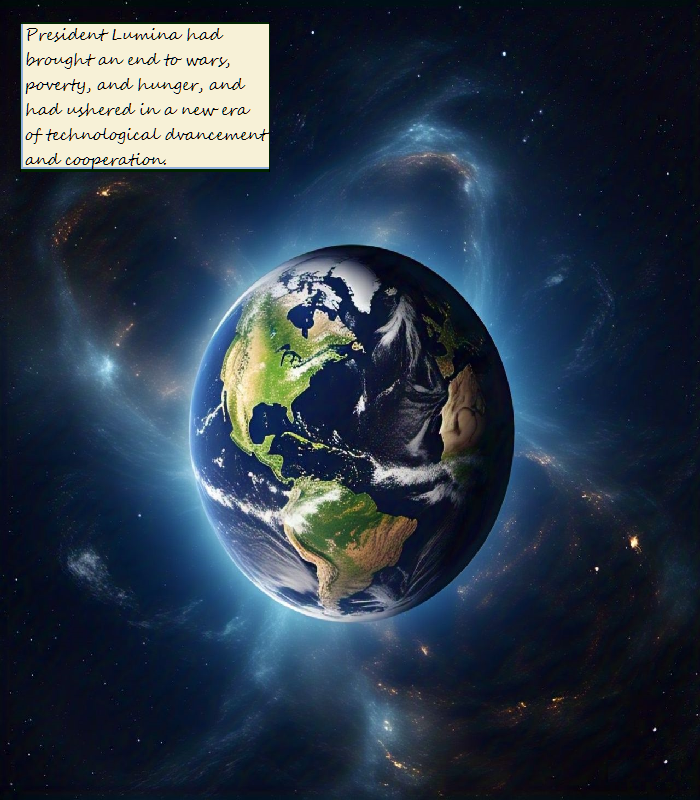 President Lumina had
brought an end to wars,
poverty, and hunger, and
had ushered in a new era
of technological dvancement
and cooperation.